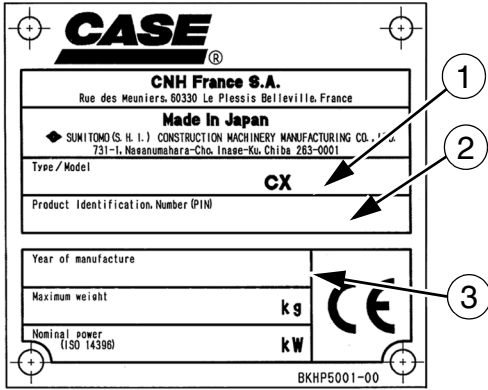 CASE
®
CNH France S.A.
Rue des Meuniers, 60330 Le Plessis Belleville, France
Made in Japan
SUMITOMO (S. H. I.) CONSTRUCTION MACHINERY MANUFACTURING CO.,
731-1, Naganumahara-Cho, Inage-Ku, Chiba 263-0001
1
Type/Model
CX
2
Product Identification, Number (PIN)
Year of manufacture
3
Maximum weight
kg
CE
Nominal power
(ISO 14396)
kW
BKHP5001-00